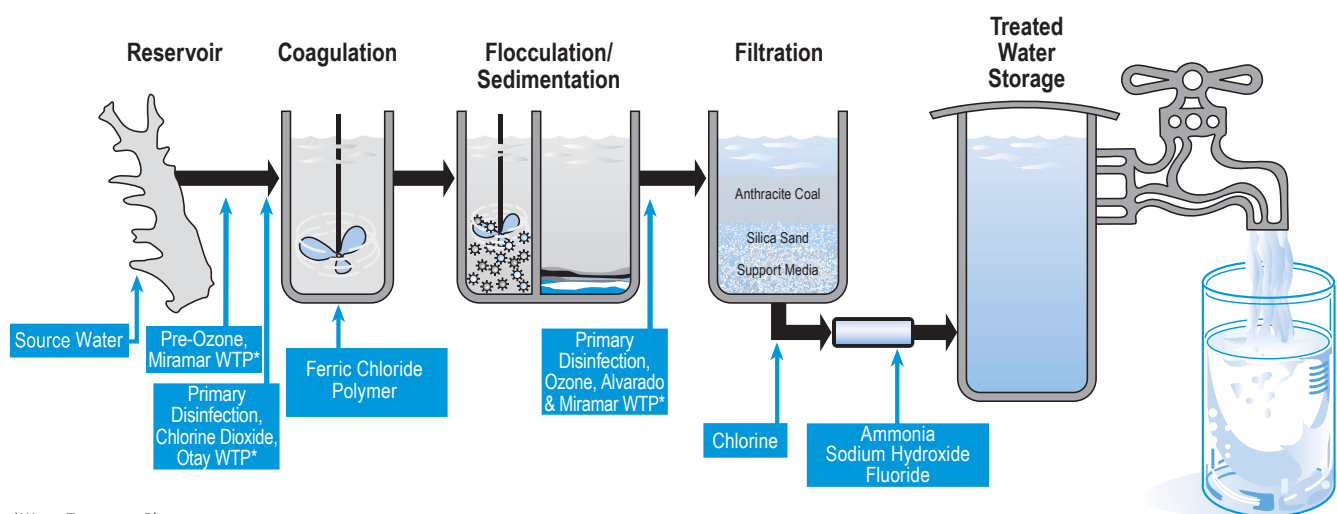 Reservoir
Coagulation
Flocculation/
Sedimentation
Filtration
Treated
Water
Storage
Anthracite Coal
Silica Sand
Support Media
Source Water
Pre-Ozone,
Miramar WTP*
Primary
Disinfection,
Chlorine Dioxide,
Otay WTP*
Ferric Chloride
Polymer
Primary
Disinfection,
Ozone, Alvarado
& Miramar WTP*
Chlorine
Ammonia
Sodium Hydroxide
Fluoride